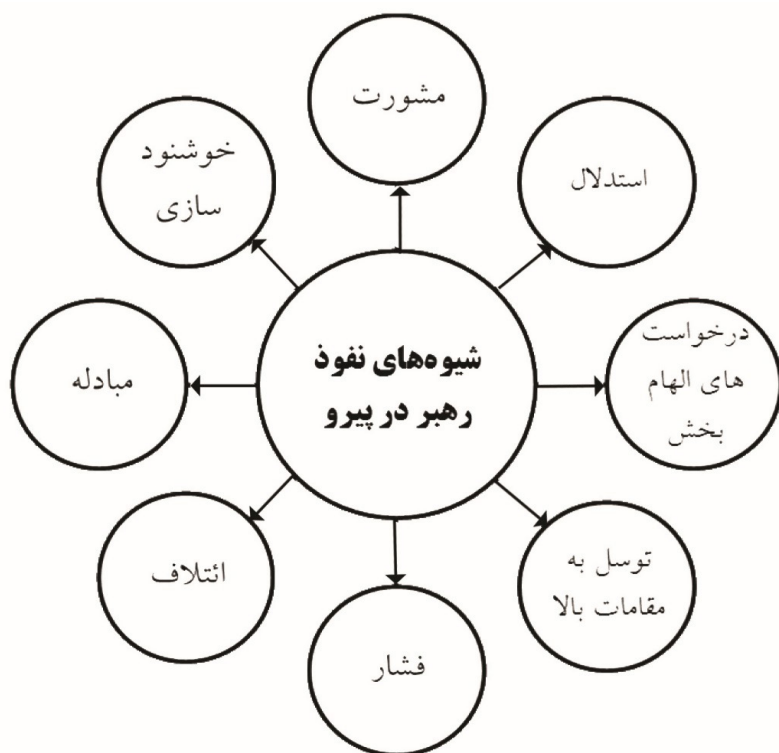 شیوه‌های نفوذ
رهبر در پیرو
مشورت
استدلال
درخواست
های الهام
بخش
توسل به
مقامات بالا
فشار
ائتلاف
مبادله
خوشنود
سازی